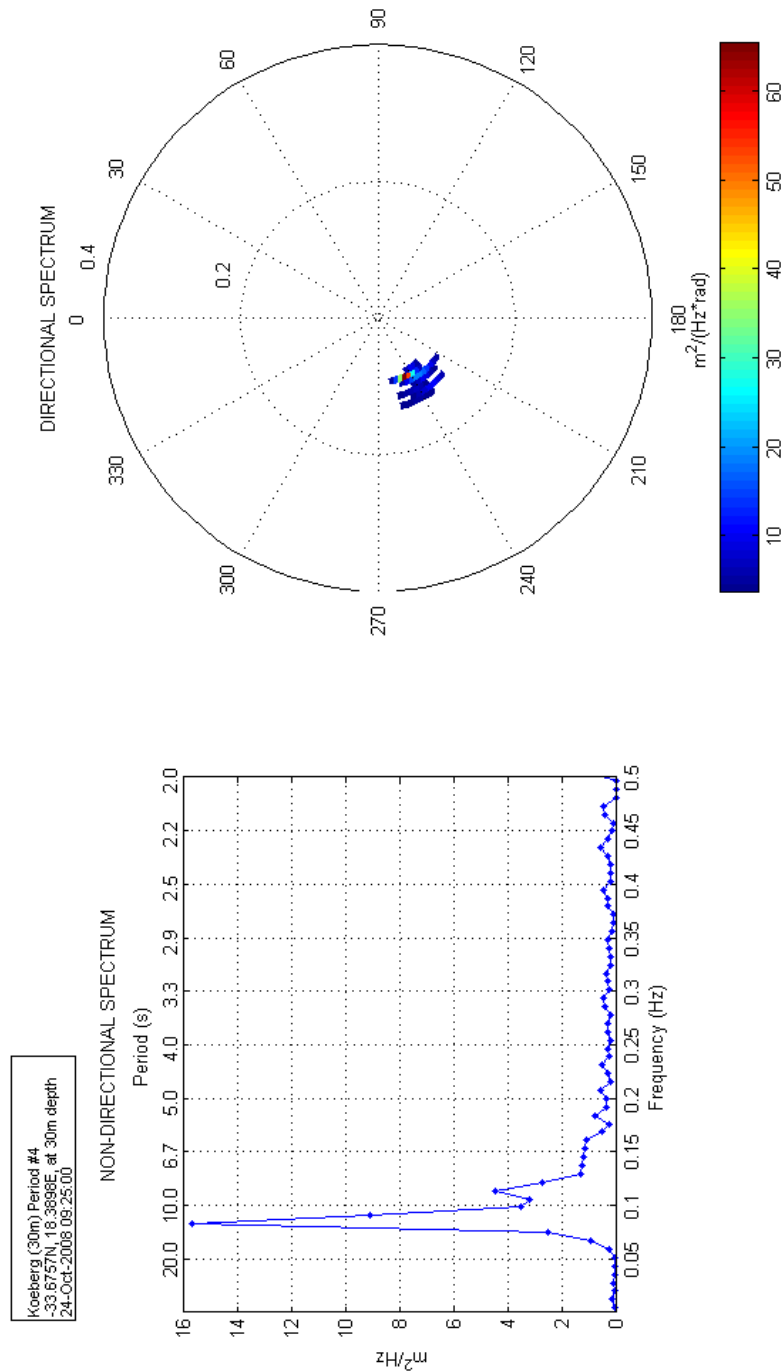 Koeberg (30m) Period #4
-33.6757N, 18.3898E, at 30m depth
24-Oct-2008 09:25:00
NON-DIRECTIONAL SPECTRUM
Period (s)
20.0 10.0 6.7 5.0 4.0 3.3 2.9 2.5 2.2 2.0
16
14
12
10
8
6
4
2
0
m²/Hz
0.05 0.1 0.15 0.2 0.25 0.3 0.35 0.4 0.45 0.5
Frequency (Hz)
DIRECTIONAL SPECTRUM
0
0.4
30
0.2
60
90
120
150
180
210
240
270
300
330
m²/(Hz*rad)
10 20 30 40 50 60